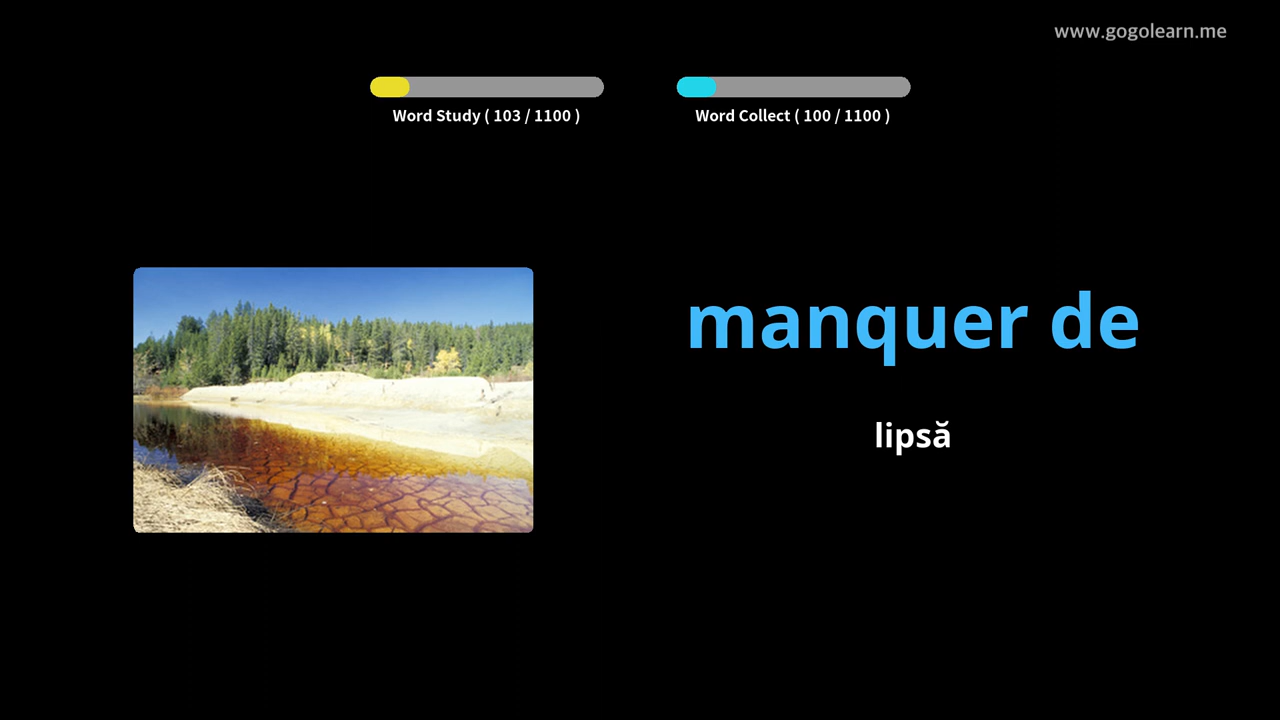 www.gogolearn.me
Word Study ( 103 / 1100 )
Word Collect ( 100 / 1100 )
manquer de
lipsă